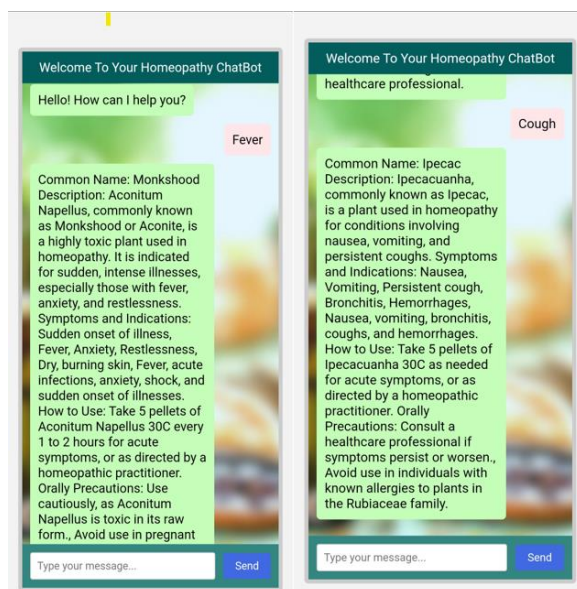 Welcome To Your Homeopathy ChatBot
Hello! How can I help you?
Fever
Common Name: Monkshood
Description: Aconitum
Napellus, commonly known
as Monkshood or Aconite, is
a highly toxic plant used in
homeopathy. It is indicated
for sudden, intense illnesses,
especially those with fever,
anxiety, and restlessness.
Symptoms and Indications:
Sudden onset of illness,
Fever, Anxiety, Restlessness,
Dry, burning skin, Fever, acute
infections, anxiety, shock, and
sudden onset of illnesses.
How to Use: Take 5 pellets of
Aconitum Napellus 30C every
1 to 2 hours for acute
symptoms, or as directed by a
homeopathic practitioner.
Orally Precautions: Use
cautiously, as Aconitum
Napellus is toxic in its raw
form., Avoid use in pregnant
Type your message...
Send
Welcome To Your Homeopathy ChatBot
healthcare professional.
Cough
Common Name: Ipecac
Description: Ipecacuanha,
commonly known as Ipecac,
is a plant used in homeopathy
for conditions involving
nausea, vomiting, and
persistent coughs. Symptoms
and Indications: Nausea,
Vomiting, Persistent cough,
Bronchitis, Hemorrhages,
Nausea, vomiting, bronchitis,
coughs, and hemorrhages.
How to Use: Take 5 pellets of
Ipecacuanha 30C as needed
for acute symptoms, or as
directed by a homeopathic
practitioner. Orally
Precautions: Consult a
healthcare professional if
symptoms persist or worsen.,
Avoid use in individuals with
known allergies to plants in
the Rubiaceae family.
Type your message...
Send